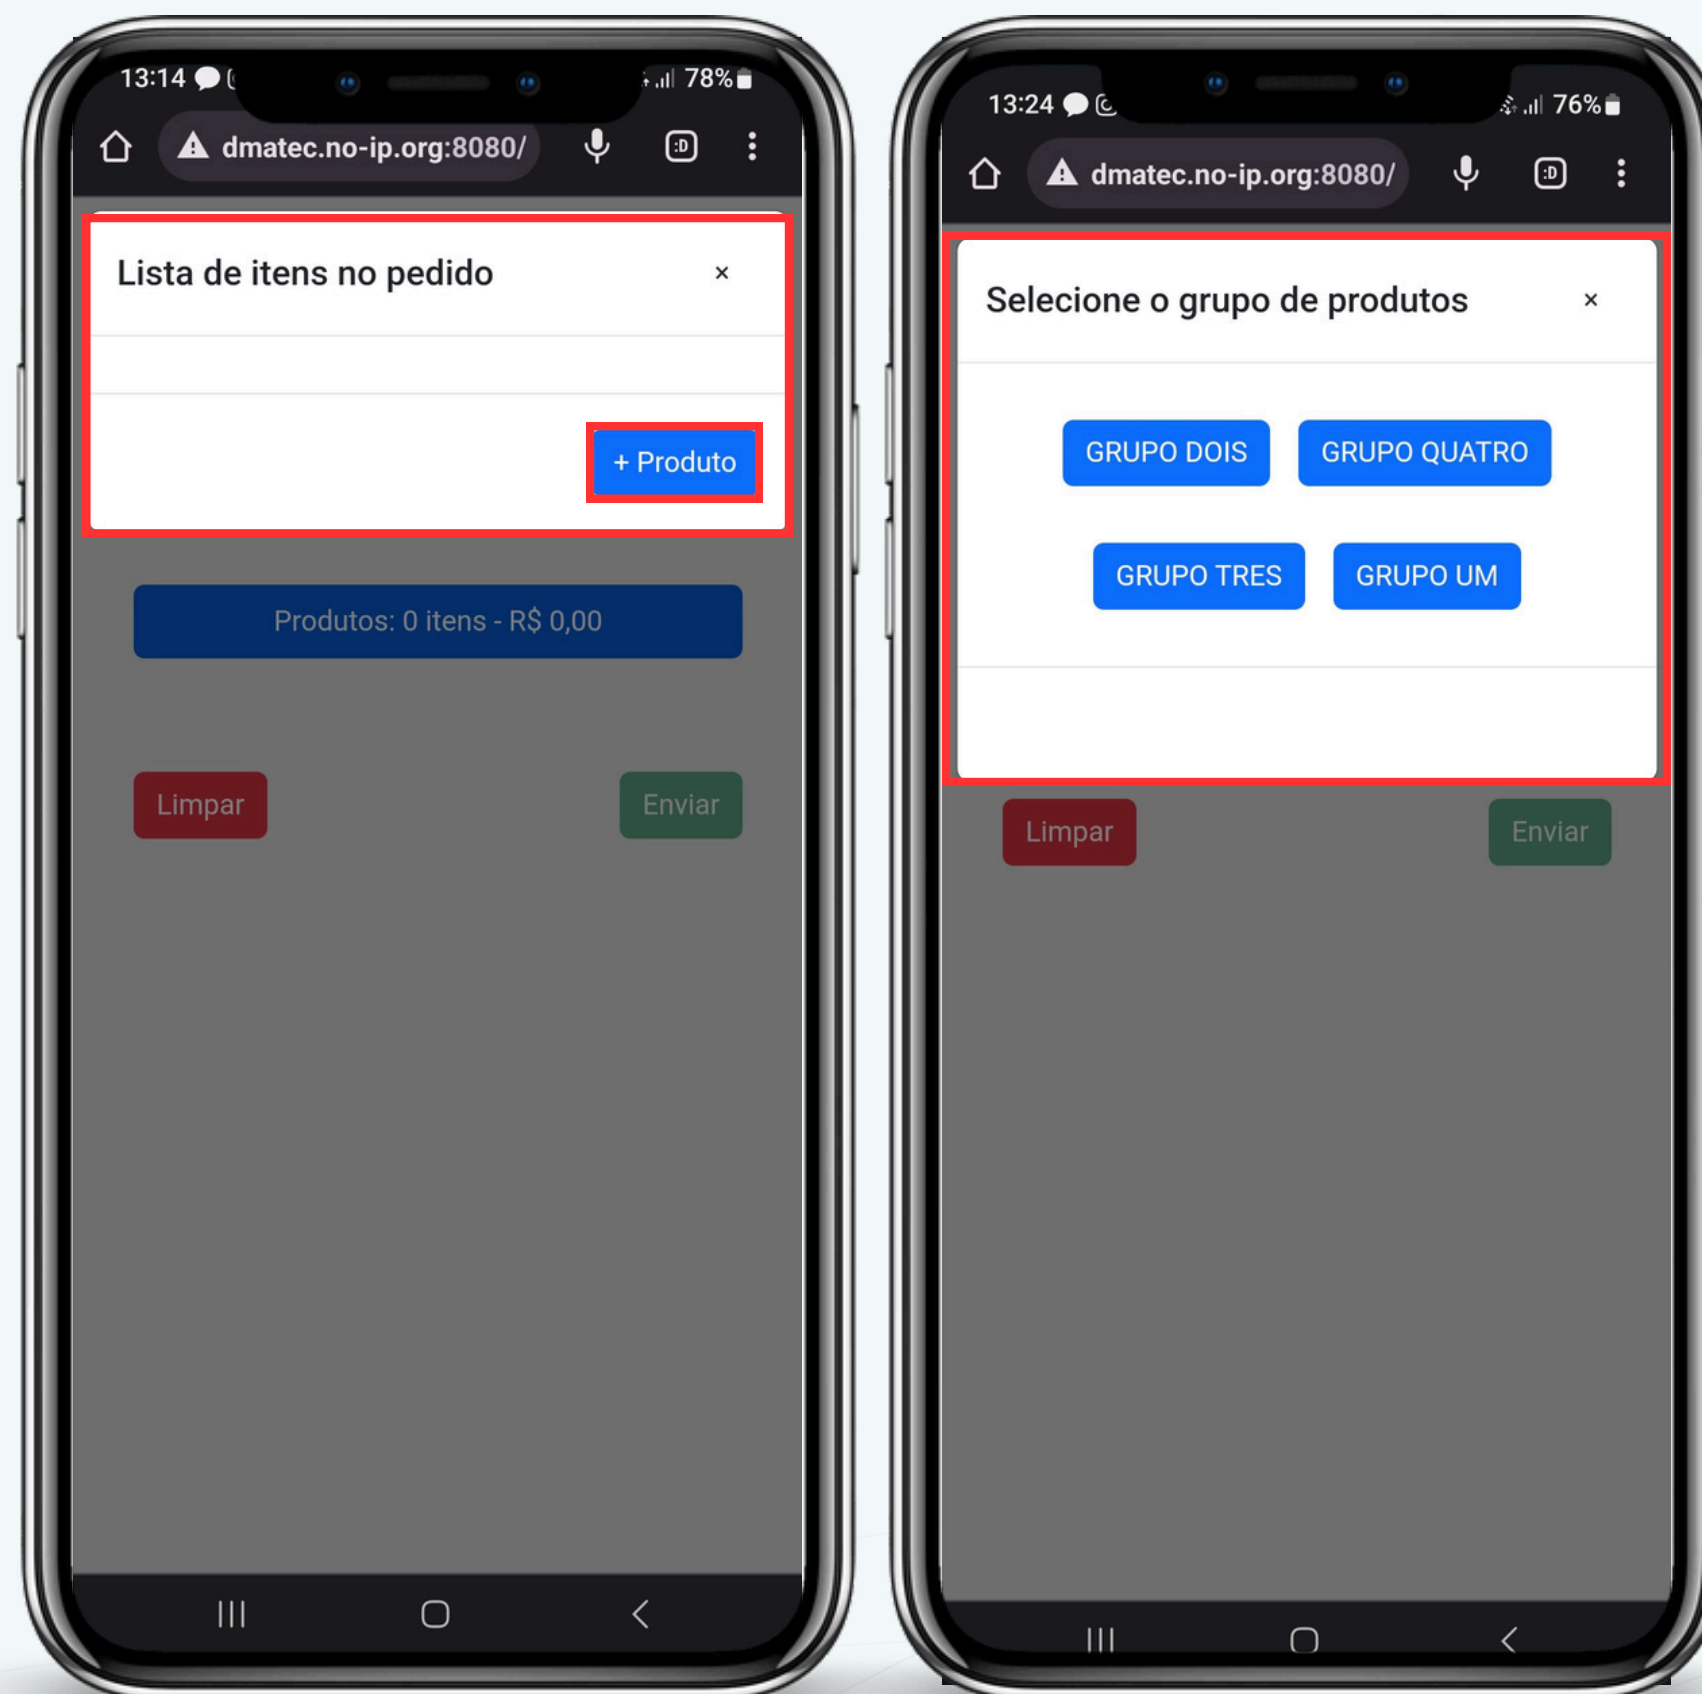 13:14
78%
dmatec.no-ip.org:8080/
:D
Lista de itens no pedido
×
+ Produto
Produtos: 0 itens - R$ 0,00
Limpar
Enviar
13:24
76%
dmatec.no-ip.org:8080/
:D
Selecione o grupo de produtos
×
GRUPO DOIS
GRUPO QUATRO
GRUPO TRES
GRUPO UM
Limpar
Enviar